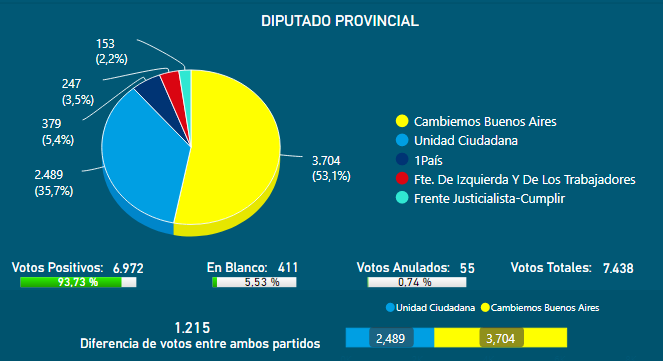 DIPUTADO PROVINCIAL
153
(2,2%)
247
(3,5%)
379
(5,4%)
2.489
(35,7%)
3.704
(53,1%)
Cambiemos Buenos Aires
Unidad Ciudadana
1País
Fte. De Izquierda Y De Los Trabajadores
Frente Justicialista-Cumplir
Votos Positivos: 6.972
93,73 %
En Blanco: 411
5,53 %
Votos Anulados: 55
0,74 %
Votos Totales: 7.438
Unidad Ciudadana Cambiemos Buenos Aires
1.215
Diferencia de votos entre ambos partidos
2,489 3,704